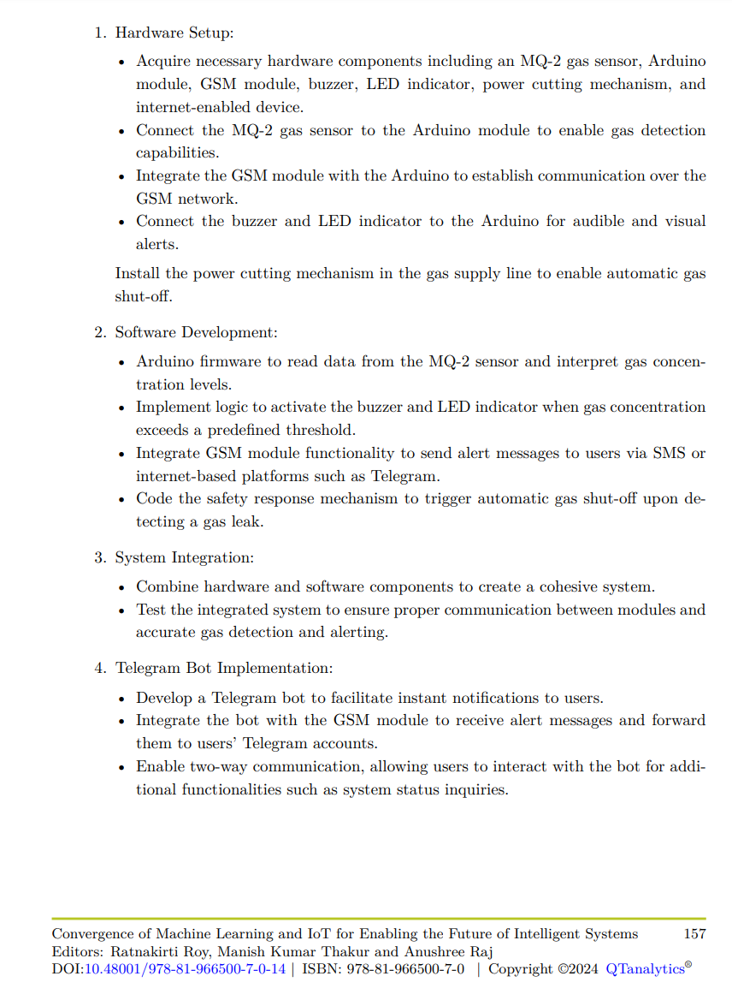 1. Hardware Setup:
• Acquire necessary hardware components including an MQ-2 gas sensor, Arduino
module, GSM module, buzzer, LED indicator, power cutting mechanism, and
internet-enabled device.
• Connect the MQ-2 gas sensor to the Arduino module to enable gas detection
capabilities.
• Integrate the GSM module with the Arduino to establish communication over the
GSM network.
• Connect the buzzer and LED indicator to the Arduino for audible and visual
alerts.
Install the power cutting mechanism in the gas supply line to enable automatic gas
shut-off.
2. Software Development:
• Arduino firmware to read data from the MQ-2 sensor and interpret gas concen-
tration levels.
• Implement logic to activate the buzzer and LED indicator when gas concentration
exceeds a predefined threshold.
• Integrate GSM module functionality to send alert messages to users via SMS or
internet-based platforms such as Telegram.
• Code the safety response mechanism to trigger automatic gas shut-off upon de-
tecting a gas leak.
3. System Integration:
• Combine hardware and software components to create a cohesive system.
• Test the integrated system to ensure proper communication between modules and
accurate gas detection and alerting.
4. Telegram Bot Implementation:
• Develop a Telegram bot to facilitate instant notifications to users.
• Integrate the bot with the GSM module to receive alert messages and forward
them to users' Telegram accounts.
• Enable two-way communication, allowing users to interact with the bot for addi-
tional functionalities such as system status inquiries.
Convergence of Machine Learning and IoT for Enabling the Future of Intelligent Systems 157
Editors: Ratnakirti Roy, Manish Kumar Thakur and Anushree Raj
DOI:10.48001/978-81-966500-7-0-14 | ISBN: 978-81-966500-7-0 | Copyright ©2024 QTanalytics®